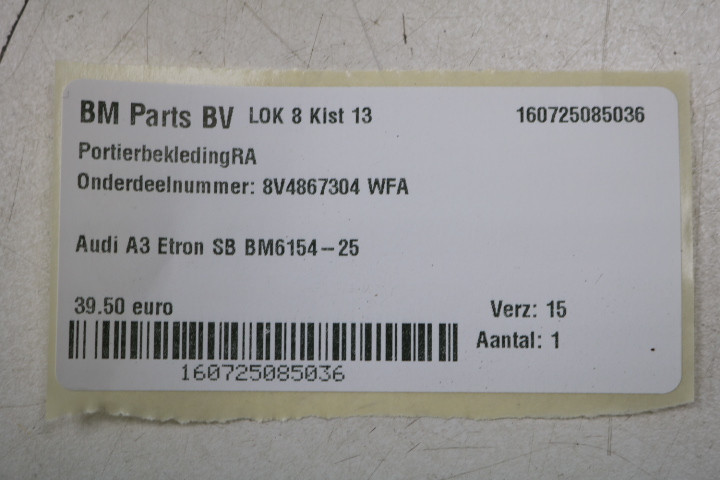 BM Parts BV LOK 8 Kist 13 160725085036
PortierbekledingRA
Onderdeelnummer: 8V4867304 WFA
Audi A3 Etron SB BM6154-25
39.50 euro Verz: 15
Aantal: 1
160725085036